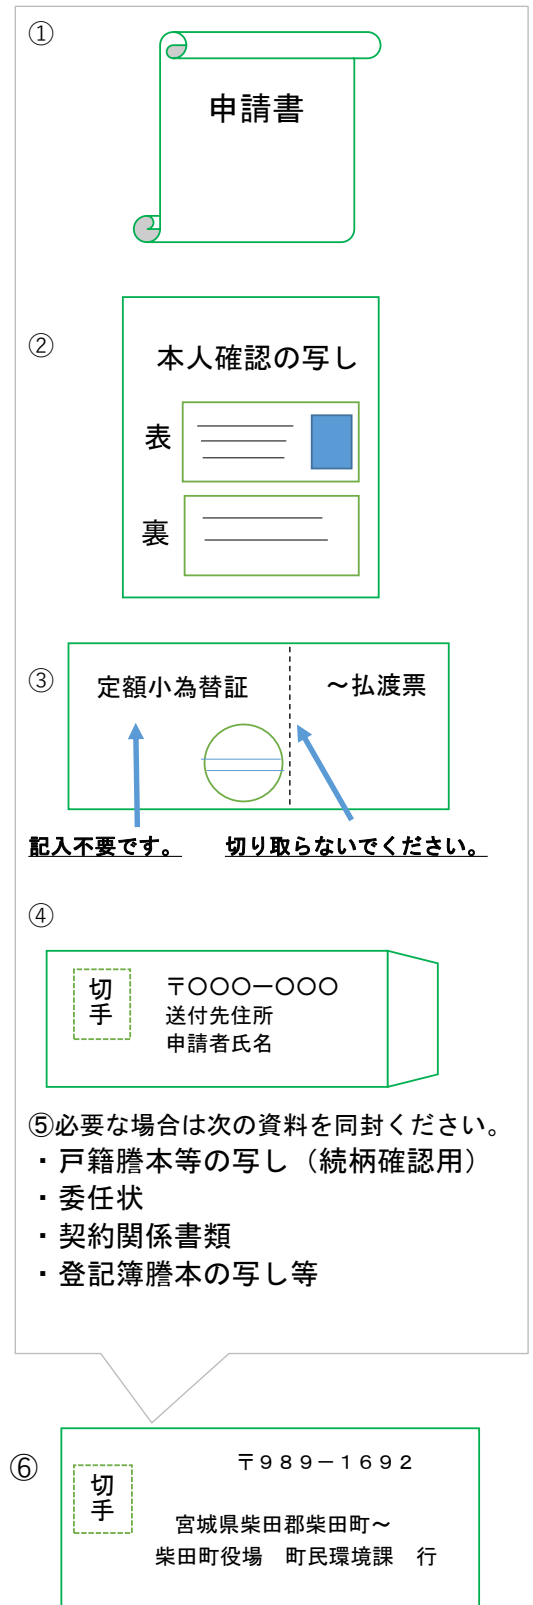 ①
申請書
②
本人確認の写し
表
裏
③
定額小為替証
～払渡票
記入不要です。
切り取らないでください。
④
切手
〒〇〇〇ー〇〇〇
送付先住所
申請者氏名
⑤必要な場合は次の資料を同封ください。
・戸籍謄本等の写し（続柄確認用）
・委任状
・契約関係書類
・登記簿謄本の写し等
⑥
切手
〒９８９－１６９２
宮城県柴田郡柴田町～
柴田町役場　町民環境課　行